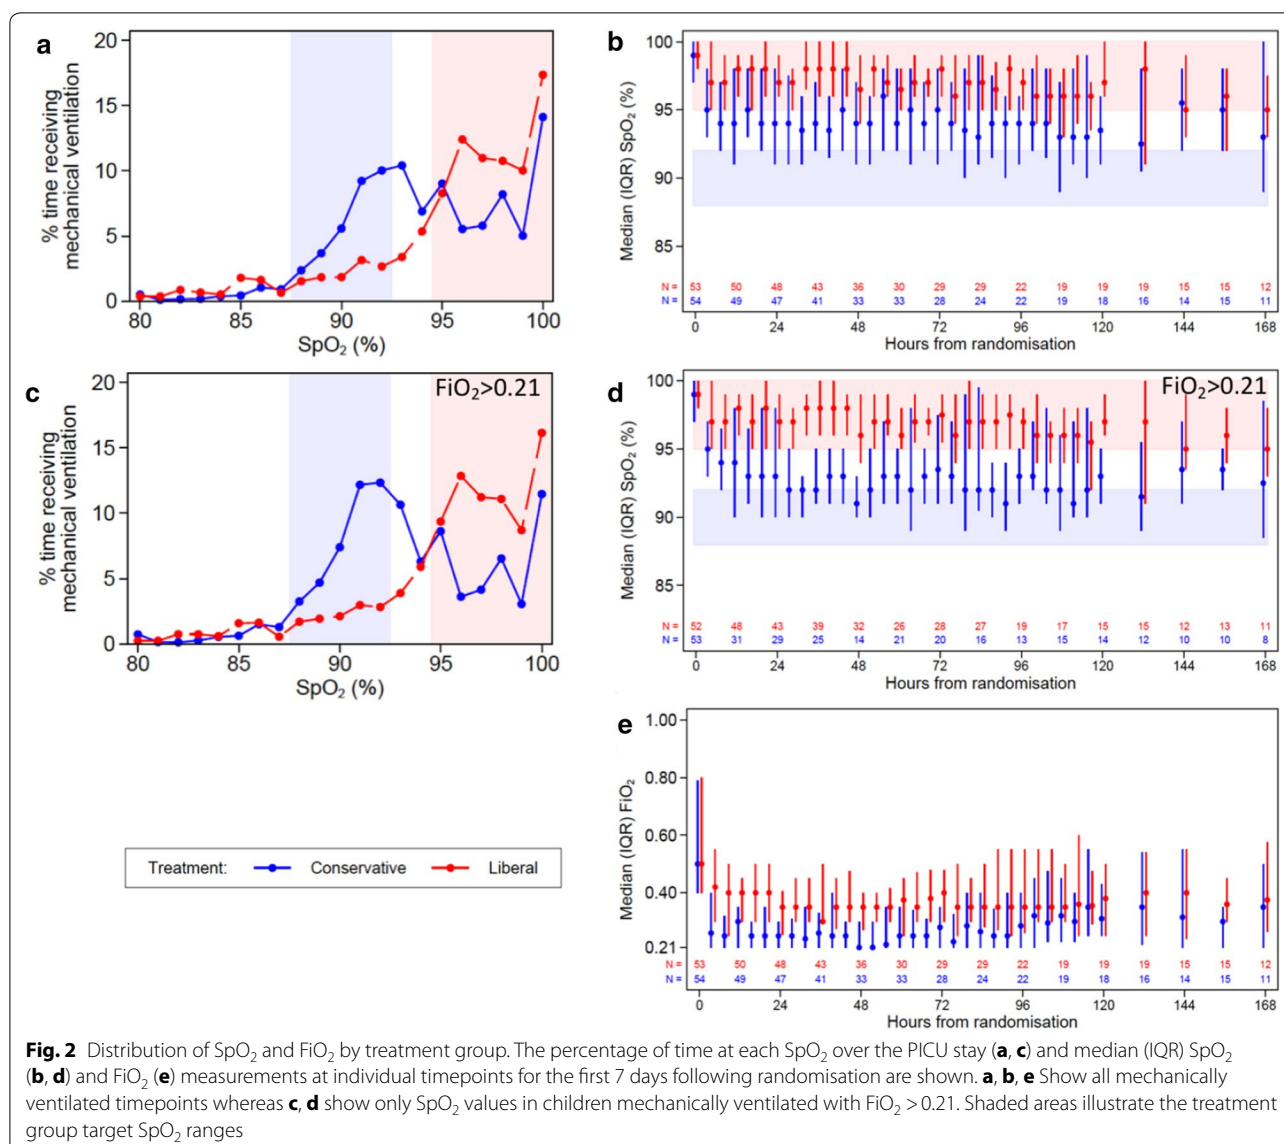 a
20
15
10
5
0
% time receiving
mechanical ventilation
80 85 90 95 100
SpO₂ (%)
b
100
95
90
85
Median (IQR) SpO₂ (%)
N = 53 50 48 43 36 30 29 29 22 19 19 19 15 15 12
N = 54 49 47 41 33 33 28 24 22 19 18 16 14 15 11
0 24 48 72 96 120 144 168
Hours from randomisation
c
FiO₂>0.21
20
15
10
5
0
% time receiving
mechanical ventilation
80 85 90 95 100
SpO₂ (%)
d
FiO₂>0.21
100
95
90
85
Median (IQR) SpO₂ (%)
N = 52 48 43 39 32 26 28 27 19 17 15 15 12 13 11
N = 53 31 29 25 14 21 20 16 13 15 14 12 10 10 8
0 24 48 72 96 120 144 168
Hours from randomisation
e
1.00
0.80
0.60
0.40
0.21
Median (IQR) FiO₂
N = 53 50 48 43 36 30 29 29 22 19 19 19 15 15 12
N = 54 49 47 41 33 33 28 24 22 19 18 16 14 15 11
0 24 48 72 96 120 144 168
Hours from randomisation
Treatment: Conservative Liberal
Fig. 2 Distribution of SpO₂ and FiO₂ by treatment group. The percentage of time at each SpO₂ over the PICU stay (a, c) and median (IQR) SpO₂
(b, d) and FiO₂ (e) measurements at individual timepoints for the first 7 days following randomisation are shown. a, b, e Show all mechanically
ventilated timepoints whereas c, d show only SpO₂ values in children mechanically ventilated with FiO₂ > 0.21. Shaded areas illustrate the treatment
group target SpO₂ ranges